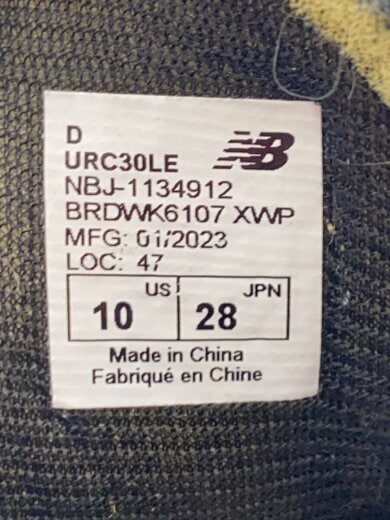 D
URC30LE
NB
NBJ-1134912
BRDWK6107 XWP
MFG: 01/2023
LOC: 47
US JPN
10 28
Made in China
Fabriqué en Chine